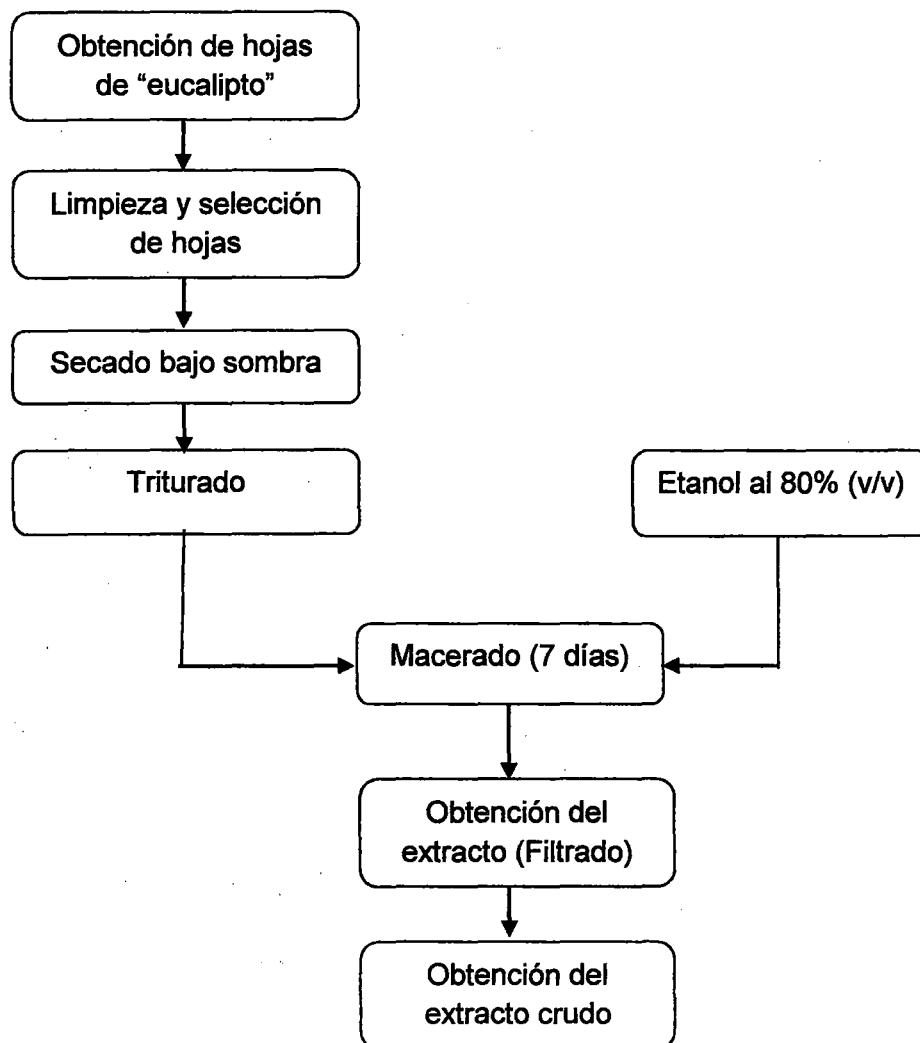 Obtención de hojas
de “eucalipto”
Limpieza y selección
de hojas
Secado bajo sombra
Triturado
Etanol al 80% (v/v)
Macerado (7 días)
Obtención del
extracto (Filtrado)
Obtención del
extracto crudo